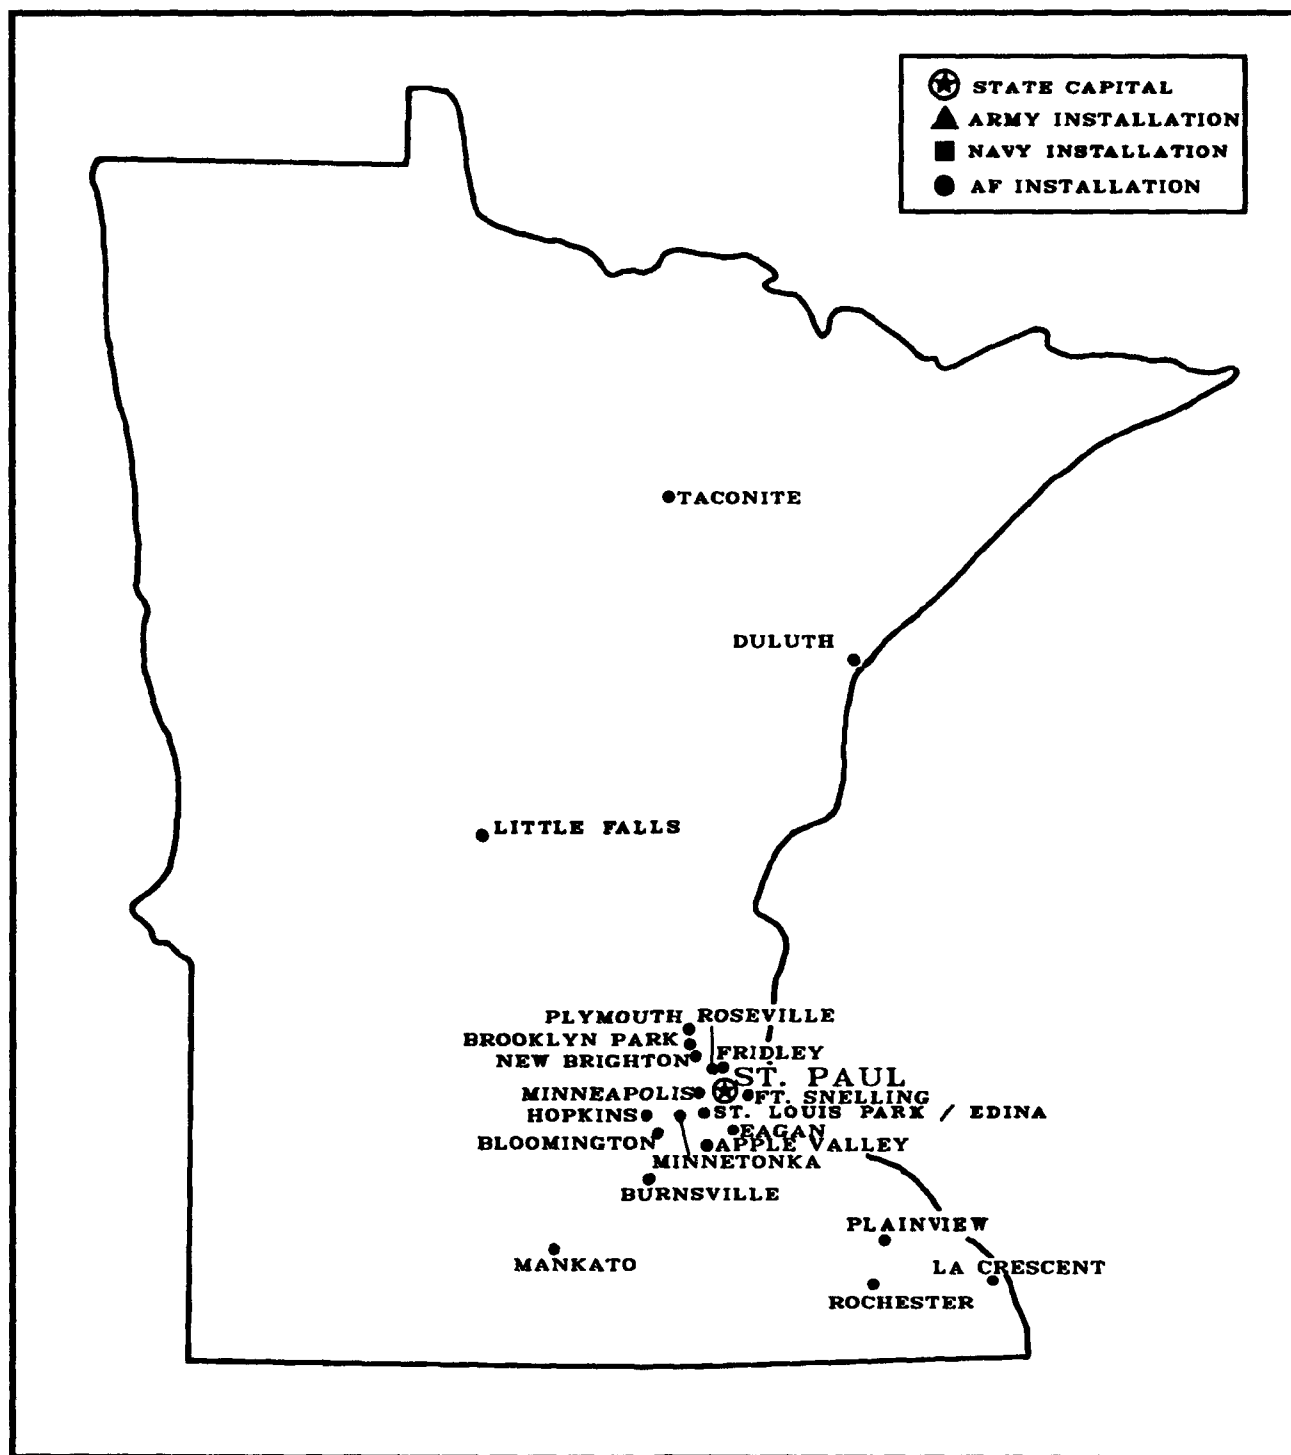 STATE CAPITAL
ARMY INSTALLATION
NAVY INSTALLATION
AF INSTALLATION
TACONITE
DULUTH
LITTLE FALLS
PLYMOUTH
ROSEVILLE
BROOKLYN PARK
NEW BRIGHTON
FRIDLEY
ST. PAUL
MINNEAPOLIS
FT. SNELLING
HOPKINS
ST. LOUIS PARK / EDINA
EAGAN
BLOOMINGTON
APPLE VALLEY
MINNETONKA
BURNSVILLE
PLAINVIEW
MANKATO
LA CRESCENT
ROCHESTER